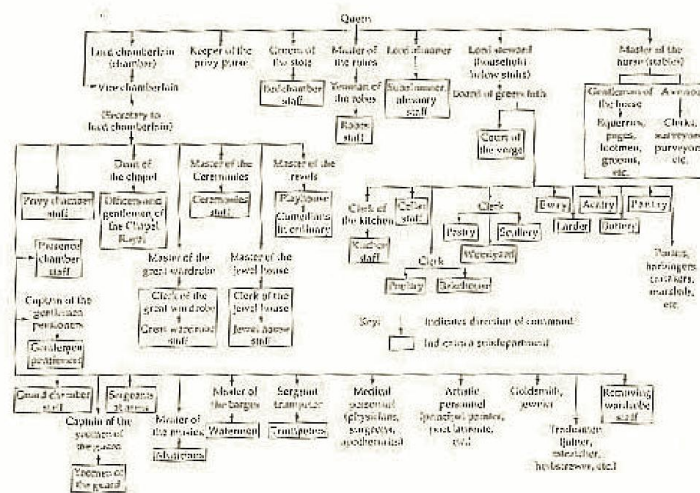 Queen
Lord chamberlain
(chamber)
Keeper of the
privy purse
Groom of
the stole
Master of
the robes
Lord almoner
Lord steward
(household
below stairs)
Master of the
horse (stables)
Vice chamberlain
Bedchamber
staff
Yeoman of
the robes
Subalmoner,
almonry
staff
Board of green cloth
Gentlemen of
the horse
Avenor
(Secretary to
lord chamberlain)
Robes
staff
Court of
the verge
Equerries,
pages,
footmen,
grooms,
etc.
Clerks,
surveyors,
purveyors,
etc.
Dean of
the chapel
Master of the
Ceremonies
Master of the
revels
Privy chamber
staff
Officers and
gentlemen of
the Chapel
Royal
Ceremonies
staff
Playhouse
Comedians
in ordinary
Clerk of
the kitchen
Cellar
staff
Clerk
Ewry
Acatry
Pantry
Pastry
Scullery
Larder
Buttery
Woodyard
Presence
chamber
staff
Master of the
great wardrobe
Master of the
jewel house
Kitchen
staff
Clerk
Poultry
Bakehouse
Porters,
harbingers,
cartakers,
marshals,
etc.
Captain of the
gentlemen
pensioners
Clerk of the
great wardrobe
Clerk of the
jewel house
Great wardrobe
staff
Jewel house
staff
Key:
Indicates direction of command
Indicates subdepartment
Gentlemen
pensioners
Guard chamber
staff
Sergeants
at arms
Master of
the barges
Sergeant
trumpeter
Medical
personnel
(physicians,
surgeons,
apothecaries)
Artistic
personnel
(principal painter,
poet laureate,
etc.)
Goldsmith,
jeweler
Removing
wardrobe
staff
Captain of the
yeomen of
the guard
Master of
the musics
Watermen
Trumpeters
Tradesmen
herbstrewer, etc.)
Musicians
Yeomen of
the guard